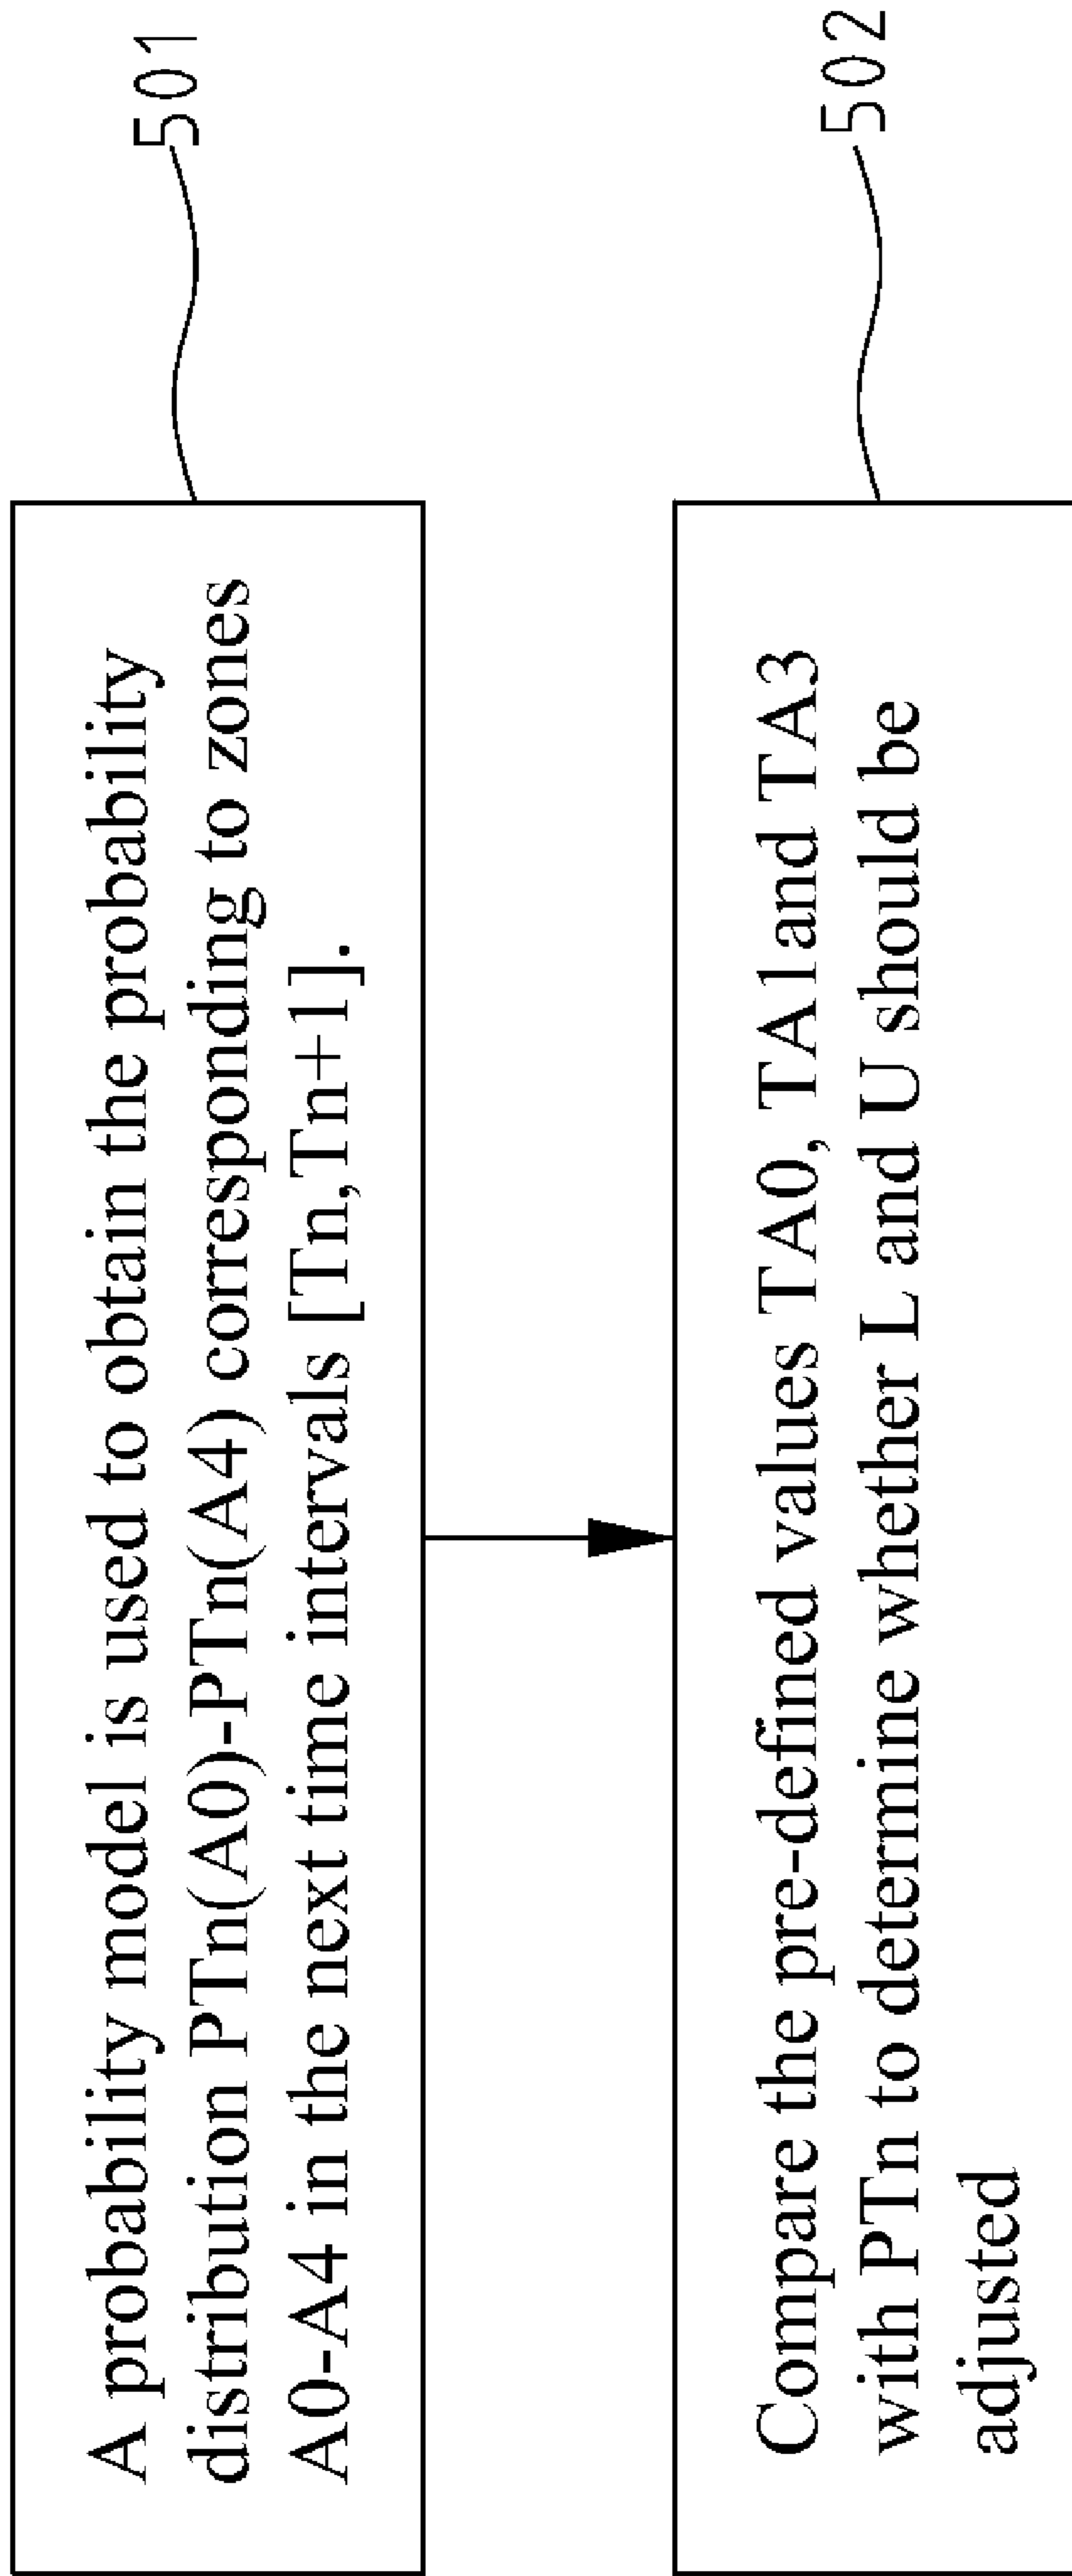 A probability model is used to obtain the probability
distribution PTn(A0)-PTn(A4) corresponding to zones
A0-A4 in the next time intervals [Tn,Tn+1].
501
Compare the pre-defined values TA0, TA1and TA3
with PTn to determine whether L and U should be
adjusted
502